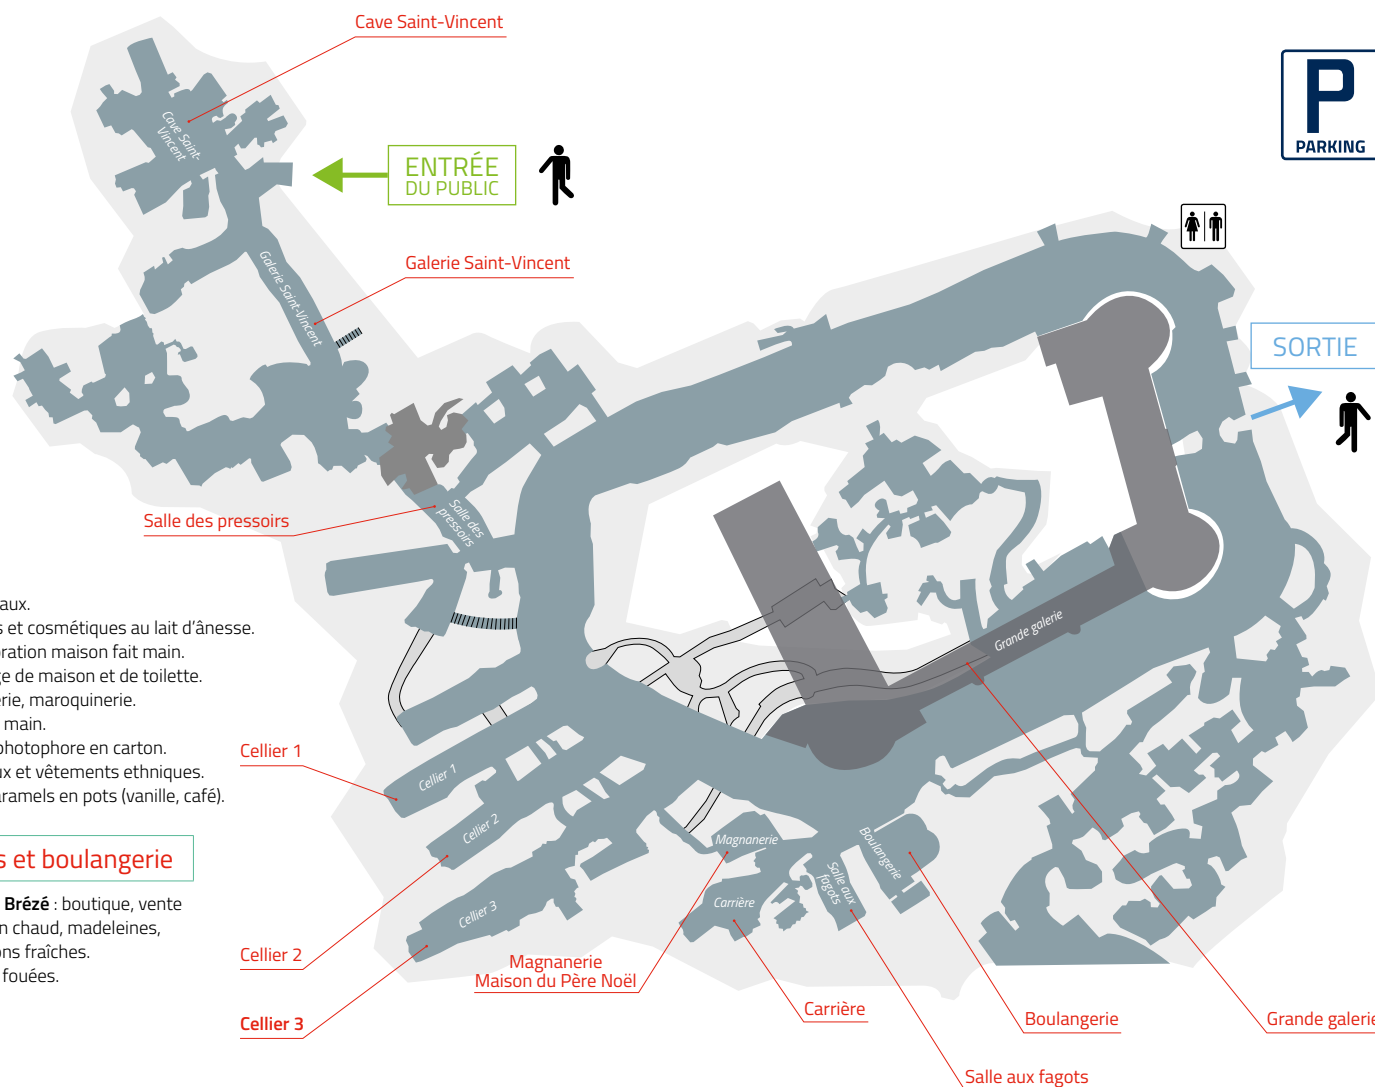 Cave Saint-Vincent
P
PARKING
Cave Saint-
Vincent
ENTRÉE
DU PUBLIC
Galerie Saint-Vincent
Galerie Saint-Vincent
SORTIE
Salle des pressoirs
Salle des
pressoirs
aux.
s et cosmétiques au lait d'ânesse.
oration maison fait main.
ge de maison et de toilette.
erie, maroquinerie.
main.
photophore en carton.
ux et vêtements ethniques.
aramels en pots (vanille, café).
Grande galerie
Cellier 1
Cellier 1
Cellier 2
Magnanerie
Boulangerie
Salle aux
fagots
s et boulangerie
Brézé : boutique, vente
n chaud, madeleines,
ons fraîches.
fouées.
Carrière
Cellier 3
Cellier 2
Magnanerie
Maison du Père Noël
Cellier 3
Carrière
Boulangerie
Grande galerie
Salle aux fagots